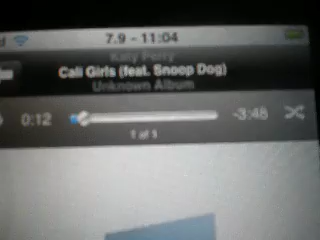 7.9 - 11:04
Katy Perry
Cali Girls (feat. Snoop Dog)
Unknown Album
0:12
-3:46
1 of 1